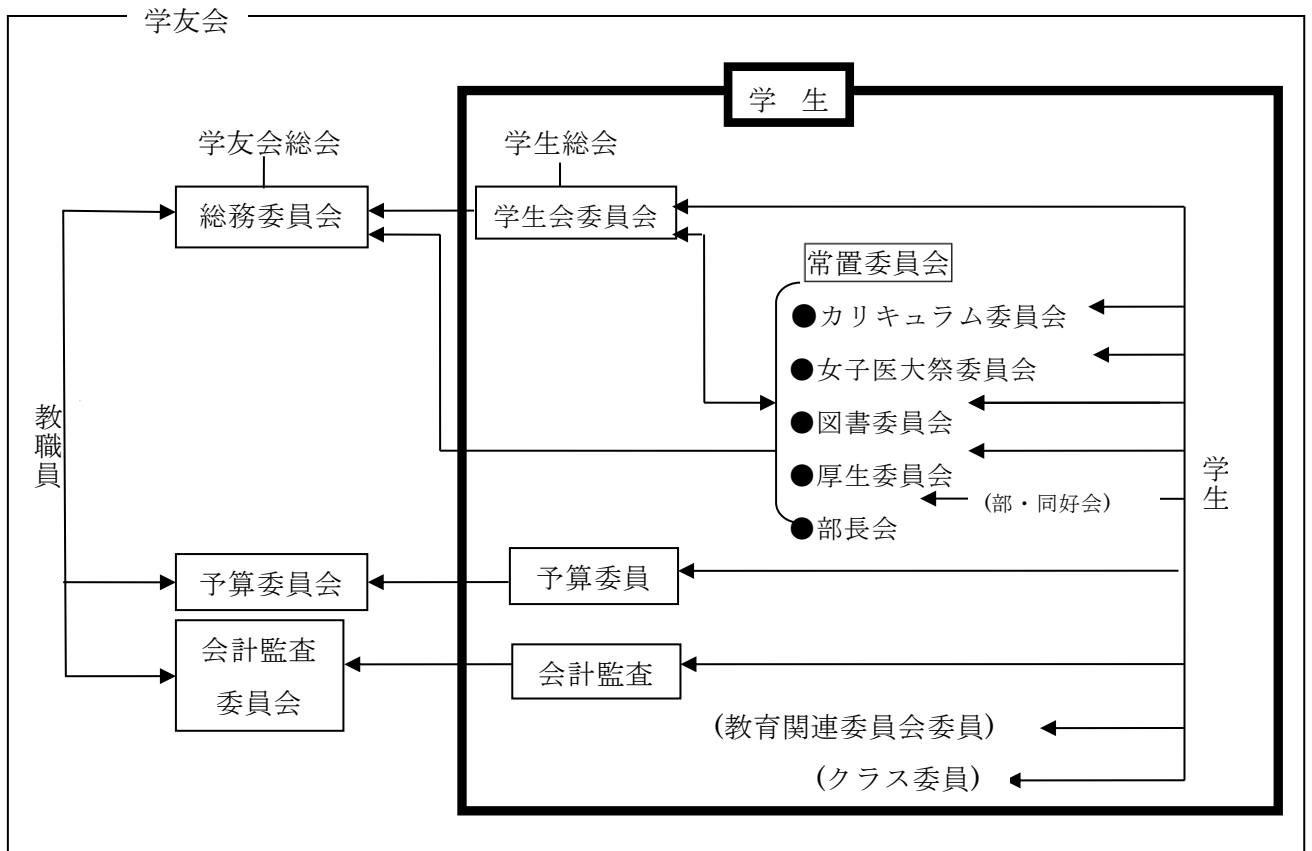 学友会
学 生
学友会総会
学生総会
総務委員会
学生会委員会
常置委員会
●カリキュラム委員会
●女子医大祭委員会
●図書委員会
●厚生委員会
(部・同好会)
●部長会
教職員
学生
予算委員会
予算委員
会計監査
委員会
会計監査
(教育関連委員会委員)
(クラス委員)